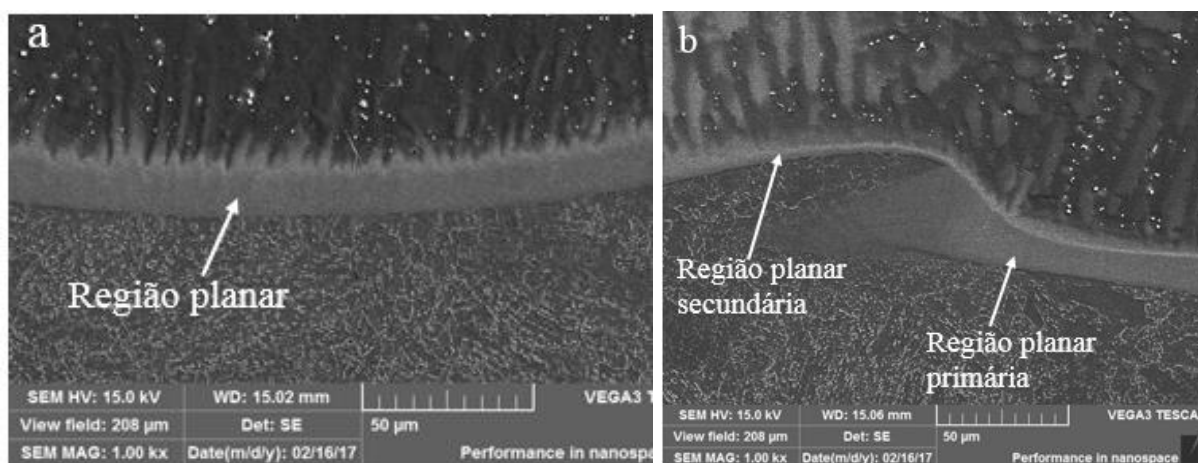 a
Região planar
SEM HV: 15.0 kV
WD: 15.02 mm
VEGA3 T
View field: 208 µm
Det: SE
50 µm
SEM MAG: 1.00 kx
Date(m/d/y): 02/16/17
Performance in nanospa
b
Região planar
secundária
Região planar
primária
SEM HV: 15.0 kV
WD: 15.06 mm
VEGA3 TESCA
View field: 208 µm
Det: SE
50 µm
SEM MAG: 1.00 kx
Date(m/d/y): 02/16/17
Performance in nanospace